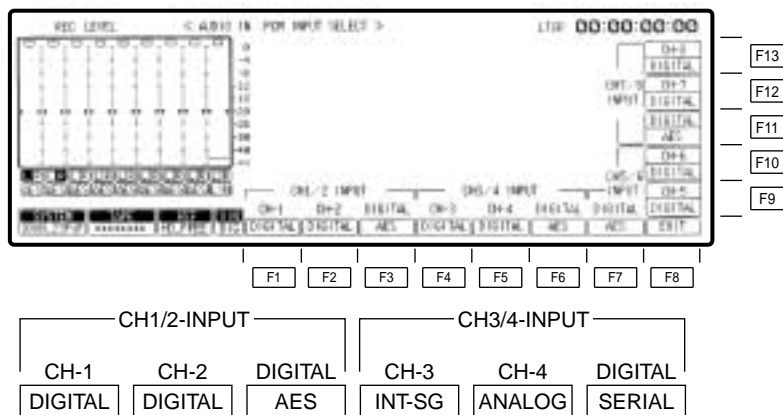 REC LEVEL < AUDIO IN PCM INPUT SELECT > LTCR 00:00:00:00
CH-8
DIGITAL
F13
CH7/8 CH-7
INPUT DIGITAL
F12
DIGITAL
AES
F11
CH-6
DIGITAL
F10
CH5/6
INPUT CH-5
DIGITAL
F9
CH1/2 INPUT CH3/4 INPUT
CH-1 CH-2 DIGITAL CH-3 CH-4 DIGITAL DIGITAL
SYSTEM TAPE
DIGITAL DIGITAL AES DIGITAL DIGITAL AES AES EXIT
F1 F2 F3 F4 F5 F6 F7 F8
CH1/2-INPUT CH3/4-INPUT
CH-1 CH-2 DIGITAL CH-3 CH-4 DIGITAL
DIGITAL DIGITAL AES INT-SG ANALOG SERIAL